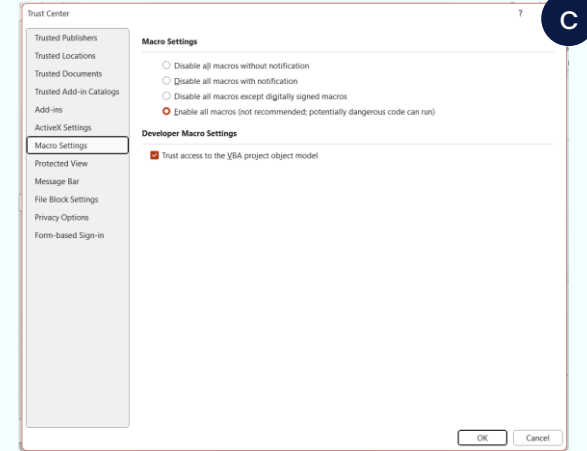 Trust Center
?
C
Trusted Publishers
Trusted Locations
Trusted Documents
Trusted Add-in Catalogs
Add-ins
ActiveX Settings
Macro Settings
Protected View
Message Bar
File Block Settings
Privacy Options
Form-based Sign-in
Macro Settings
Disable all macros without notification
Disable all macros with notification
Disable all macros except digitally signed macros
Enable all macros (not recommended; potentially dangerous code can run)
Developer Macro Settings
Trust access to the VBA project object model
OK
Cancel